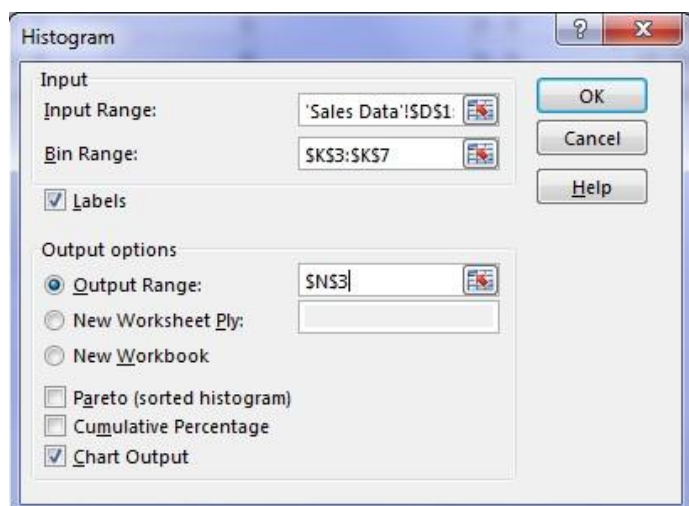 Histogram
Input
Input Range: 'Sales Data'!$D$1:
Bin Range: $K$3:$K$7
Labels
Output options
Output Range: $N$3
New Worksheet Ply:
New Workbook
Pareto (sorted histogram)
Cumulative Percentage
Chart Output
? X
OK
Cancel
Help